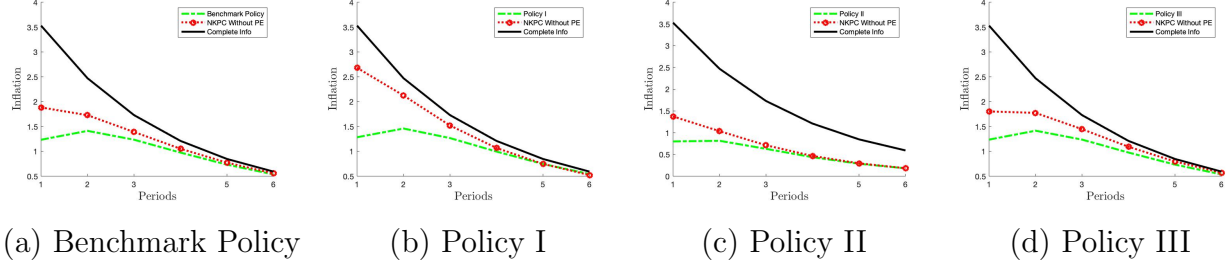 4
3.5
3
2.5
2
1.5
1
0.5
Inflation
1 2 3 4 5 6
Periods
Benchmark Policy
NKPC Without PE
Complete Info
(a) Benchmark Policy
4
3.5
3
2.5
2
1.5
1
0.5
Inflation
1 2 3 4 5 6
Periods
Policy I
NKPC Without PE
Complete Info
(b) Policy I
4
3.5
3
2.5
2
1.5
1
0.5
0
Inflation
1 2 3 4 5 6
Periods
Policy II
NKPC Without PE
Complete Info
(c) Policy II
4
3.5
3
2.5
2
1.5
1
0.5
Inflation
1 2 3 4 5 6
Periods
Policy III
NKPC Without PE
Complete Info
(d) Policy III